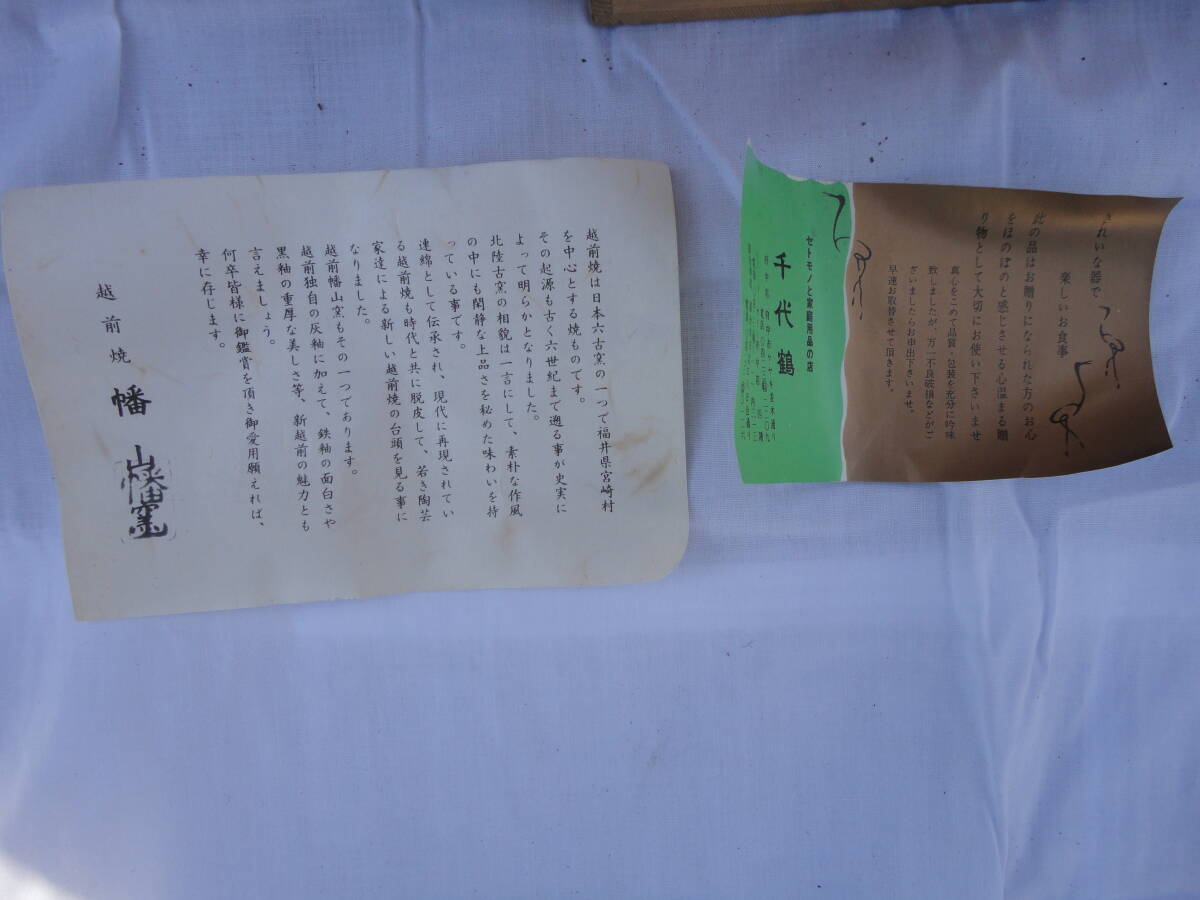 越前焼は日本六古窯の一つで福井県宮崎村
を中心とする焼ものです。
その起源も古く六世紀まで遡る事が史実に
よって明らかとなりました。
北陸古窯の相貌は一言にして、素朴な作風
の中にも閑静な上品さを秘めた味わいを持
っている事です。
連綿として伝承され、現代に再現されてい
る越前焼も時代と共に脱皮して、若き陶芸
家達による新しい越前焼の台頭を見る事に
なりました。
越前幡山窯もその一つであります。
越前独自の灰釉に加えて、鉄釉の面白さや
黒釉の重厚な美しさ等、新越前の魅力とも
言えましょう。
何卒皆様に御鑑賞を頂き御愛用願えれば、
幸に存じます。
越前焼 幡山窯
きれいな器で
楽しいお食事
此の品はお贈りになられた方のお心
をほのぼのと感じさせる心温まる贈
り物として大切にお使い下さいませ
真心をこめて品質・包装を充分に吟味
致しましたが、万一不良破損などがご
ざいましたらお申出下さいませ。
早速お取替させて頂きます。
セトモノと家庭用品の店
千代鶴